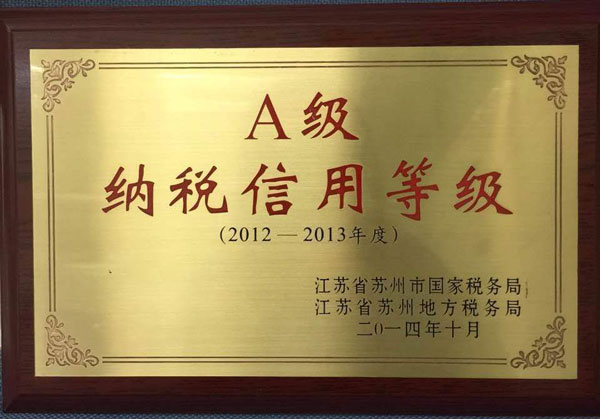 A级
纳税信用等级
(2012—2013年度)
江苏省苏州市国家税务局
江苏省苏州地方税务局
二〇一四年十月